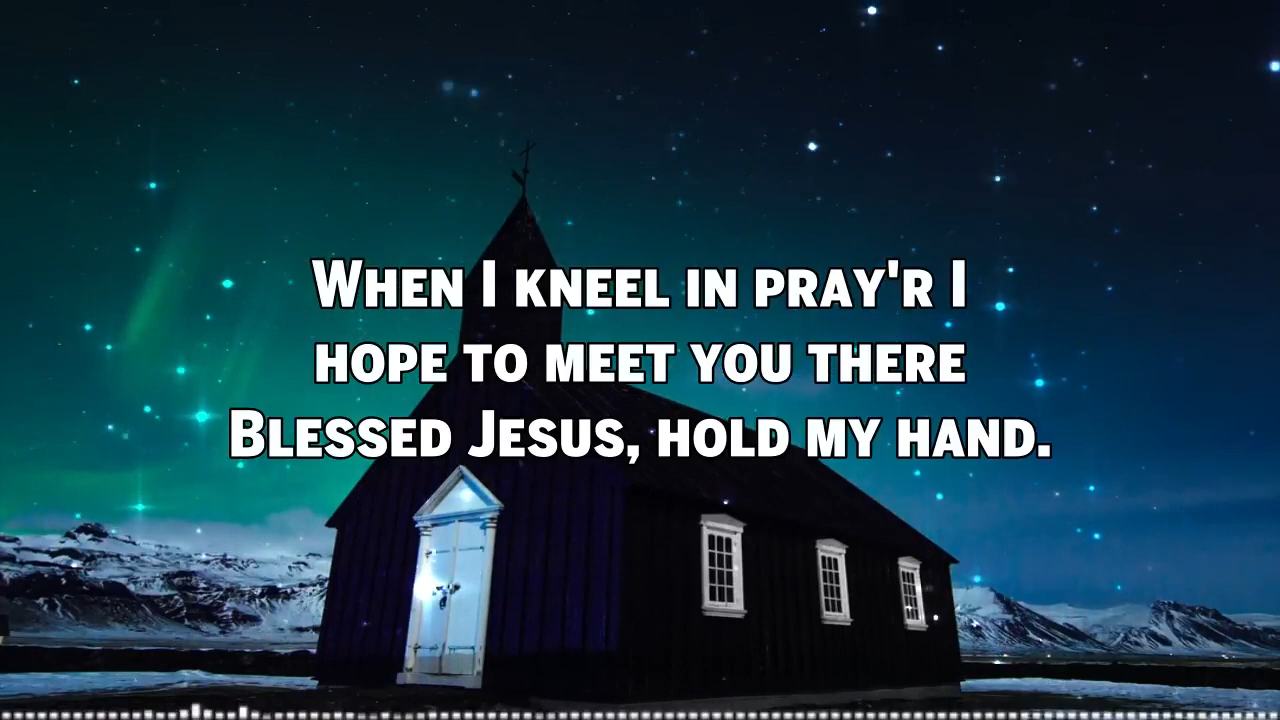 When I kneel in pray'r I
hope to meet you there
Blessed Jesus, hold my hand.